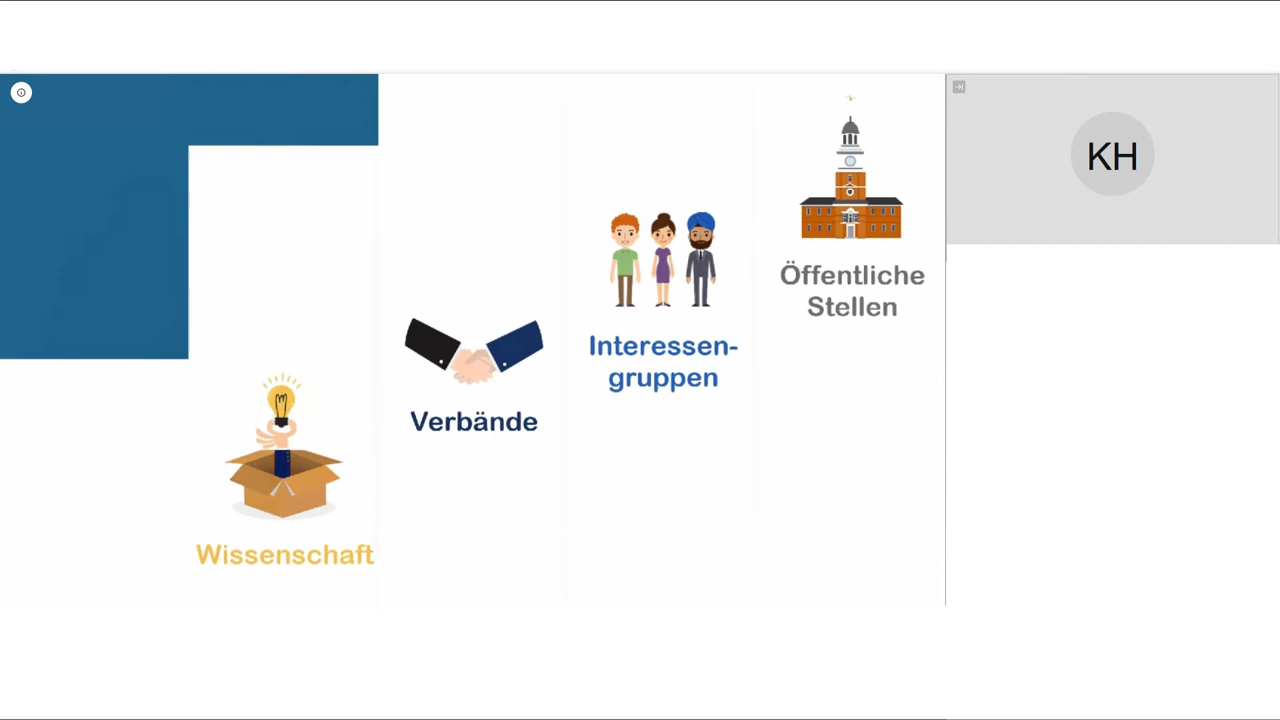 Wissenschaft
Verbände
Interessen-
gruppen
Öffentliche
Stellen
KH